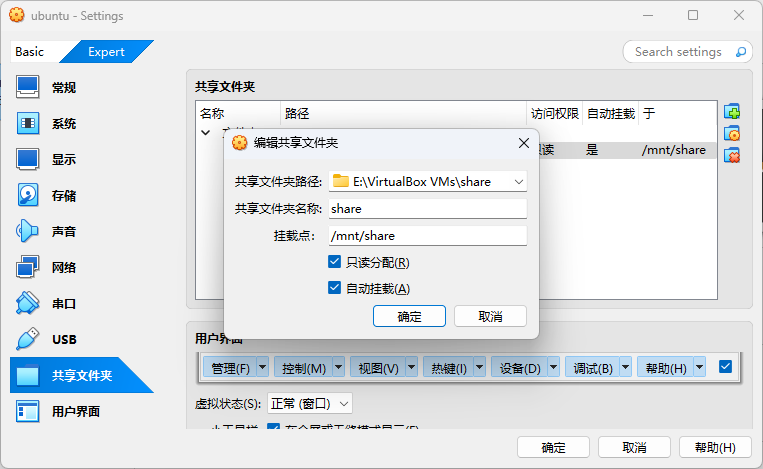 ubuntu - Settings
Basic Expert Search settings
常规
系统
显示
存储
声音
网络
串口
USB
共享文件夹
用户界面
共享文件夹
名称 路径 访问权限 自动挂载 于
只读 是 /mnt/share
编辑共享文件夹
共享文件夹路径: E:\VirtualBox VMs\share
共享文件夹名称: share
挂载点: /mnt/share
只读分配(R)
自动挂载(A)
确定 取消
用户界面
管理(F) 控制(M) 视图(V) 热键(I) 设备(D) 调试(B) 帮助(H)
虚拟状态(S): 正常 (窗口)
确定 取消 帮助(H)